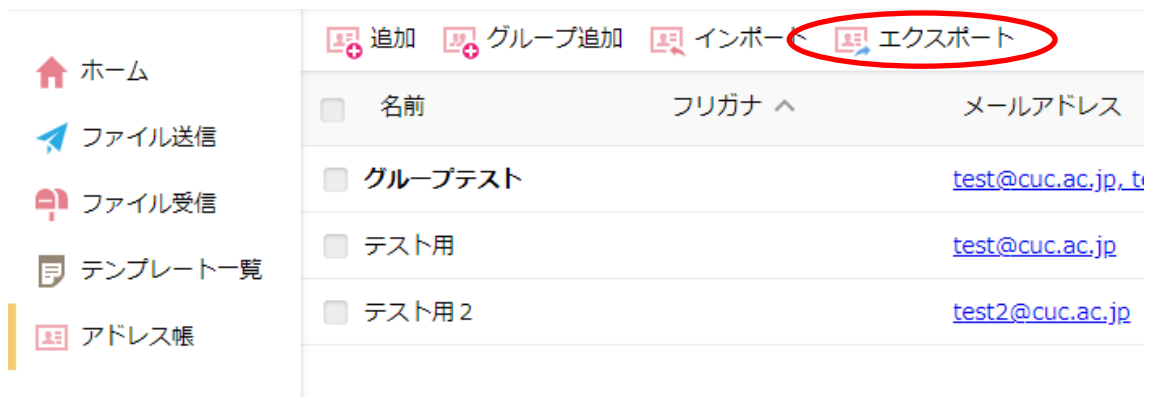 追加 グループ追加 インポート エクスポート
ホーム
ファイル送信
ファイル受信
テンプレート一覧
アドレス帳
名前 フリガナ メールアドレス
グループテスト test@cuc.ac.jp,
テスト用 test@cuc.ac.jp
テスト用2 test2@cuc.ac.jp